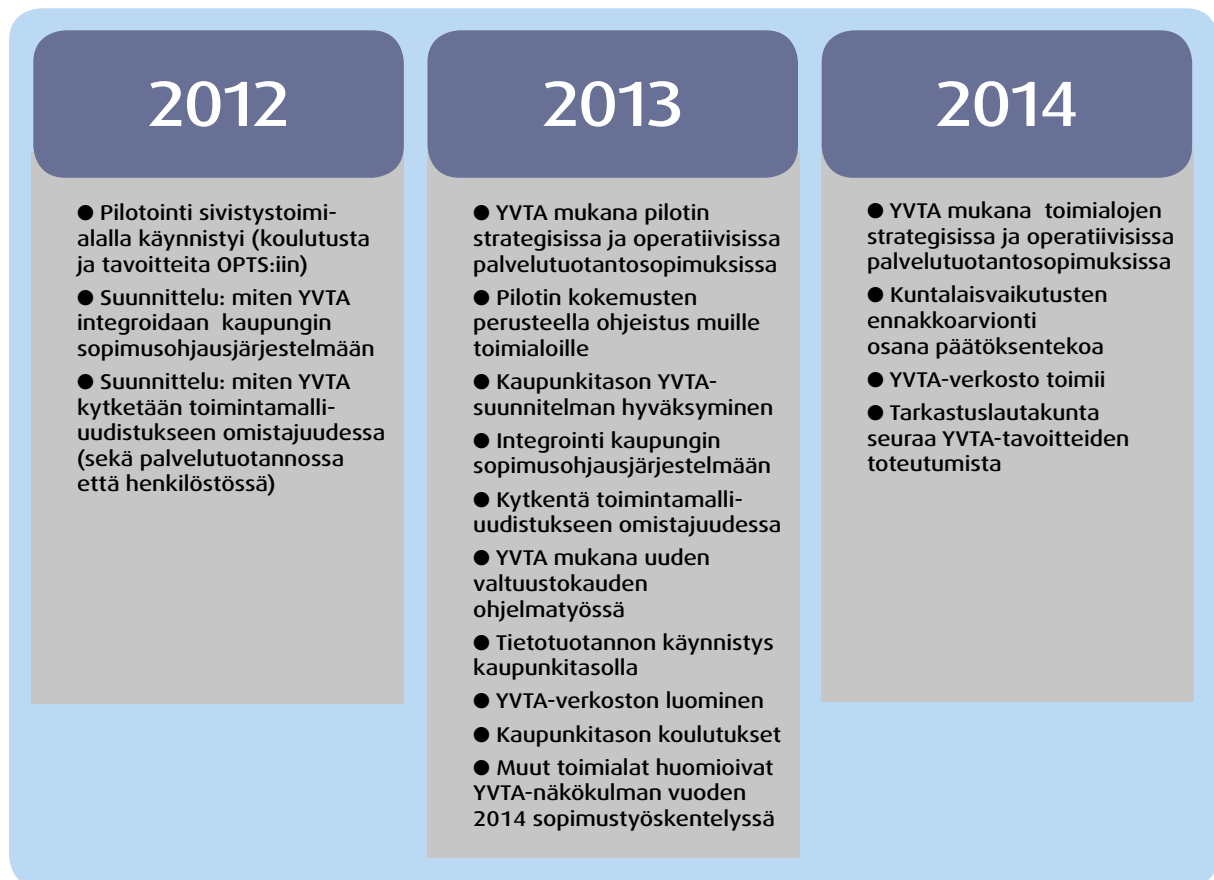 2012
● Pilotointi sivistystoimi-
alalla käynnistyi (koulutusta
ja tavoitteita OPTS:iin)
● Suunnittelu: miten YVTA
integroidaan kaupungin
sopimusohjausjärjestelmään
● Suunnittelu: miten YVTA
kytketään toimintamalli-
uudistukseen omistajuudessa
(sekä palvelutuotannossa
että henkilöstössä)
2013
● YVTA mukana pilotin
strategisissa ja operatiivisissa
palvelutuotantosopimuksissa
● Pilotin kokemusten
perusteella ohjeistus muille
toimialoille
● Kaupunkitason YVTA-
suunnitelman hyväksyminen
● Integrointi kaupungin
sopimusohjausjärjestelmään
● Kytkentä toimintamalli-
uudistukseen omistajuudessa
● YVTA mukana uuden
valtuustokauden
ohjelmatyössä
● Tietotuotannon käynnistys
kaupunkitasolla
● YVTA-verkoston luominen
● Kaupunkitason koulutukset
● Muut toimialat huomioivat
YVTA-näkökulman vuoden
2014 sopimustyöskentelyssä
2014
● YVTA mukana toimialojen
strategisissa ja operatiivisissa
palvelutuotantosopimuksissa
● Kuntalaisvaikutusten
ennakkoarvionti
osana päätöksentekoa
● YVTA-verkosto toimii
● Tarkastuslautakunta
seuraa YVTA-tavoitteiden
toteutumista